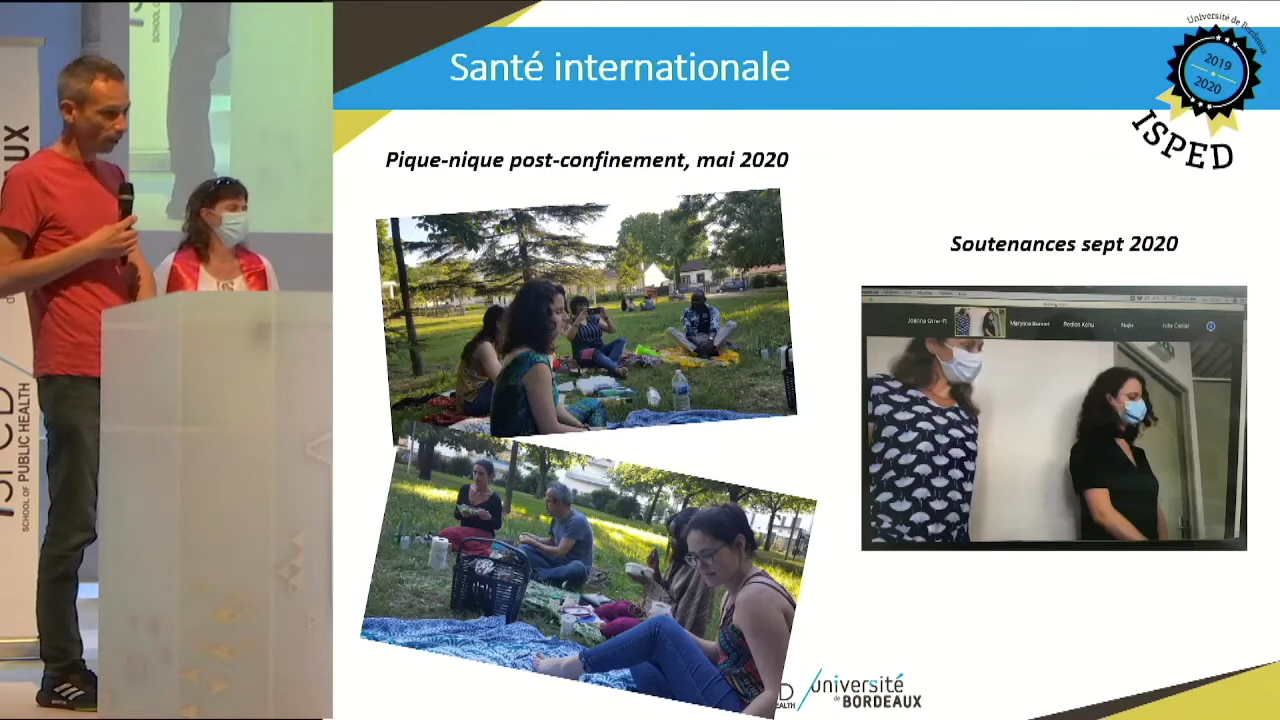 Santé internationale
Université de Bordeaux
2019
2020
ISPED
Pique-nique post-confinement, mai 2020
Soutenances sept 2020
SCHOOL OF PUBLIC HEALTH
université
de BORDEAUX